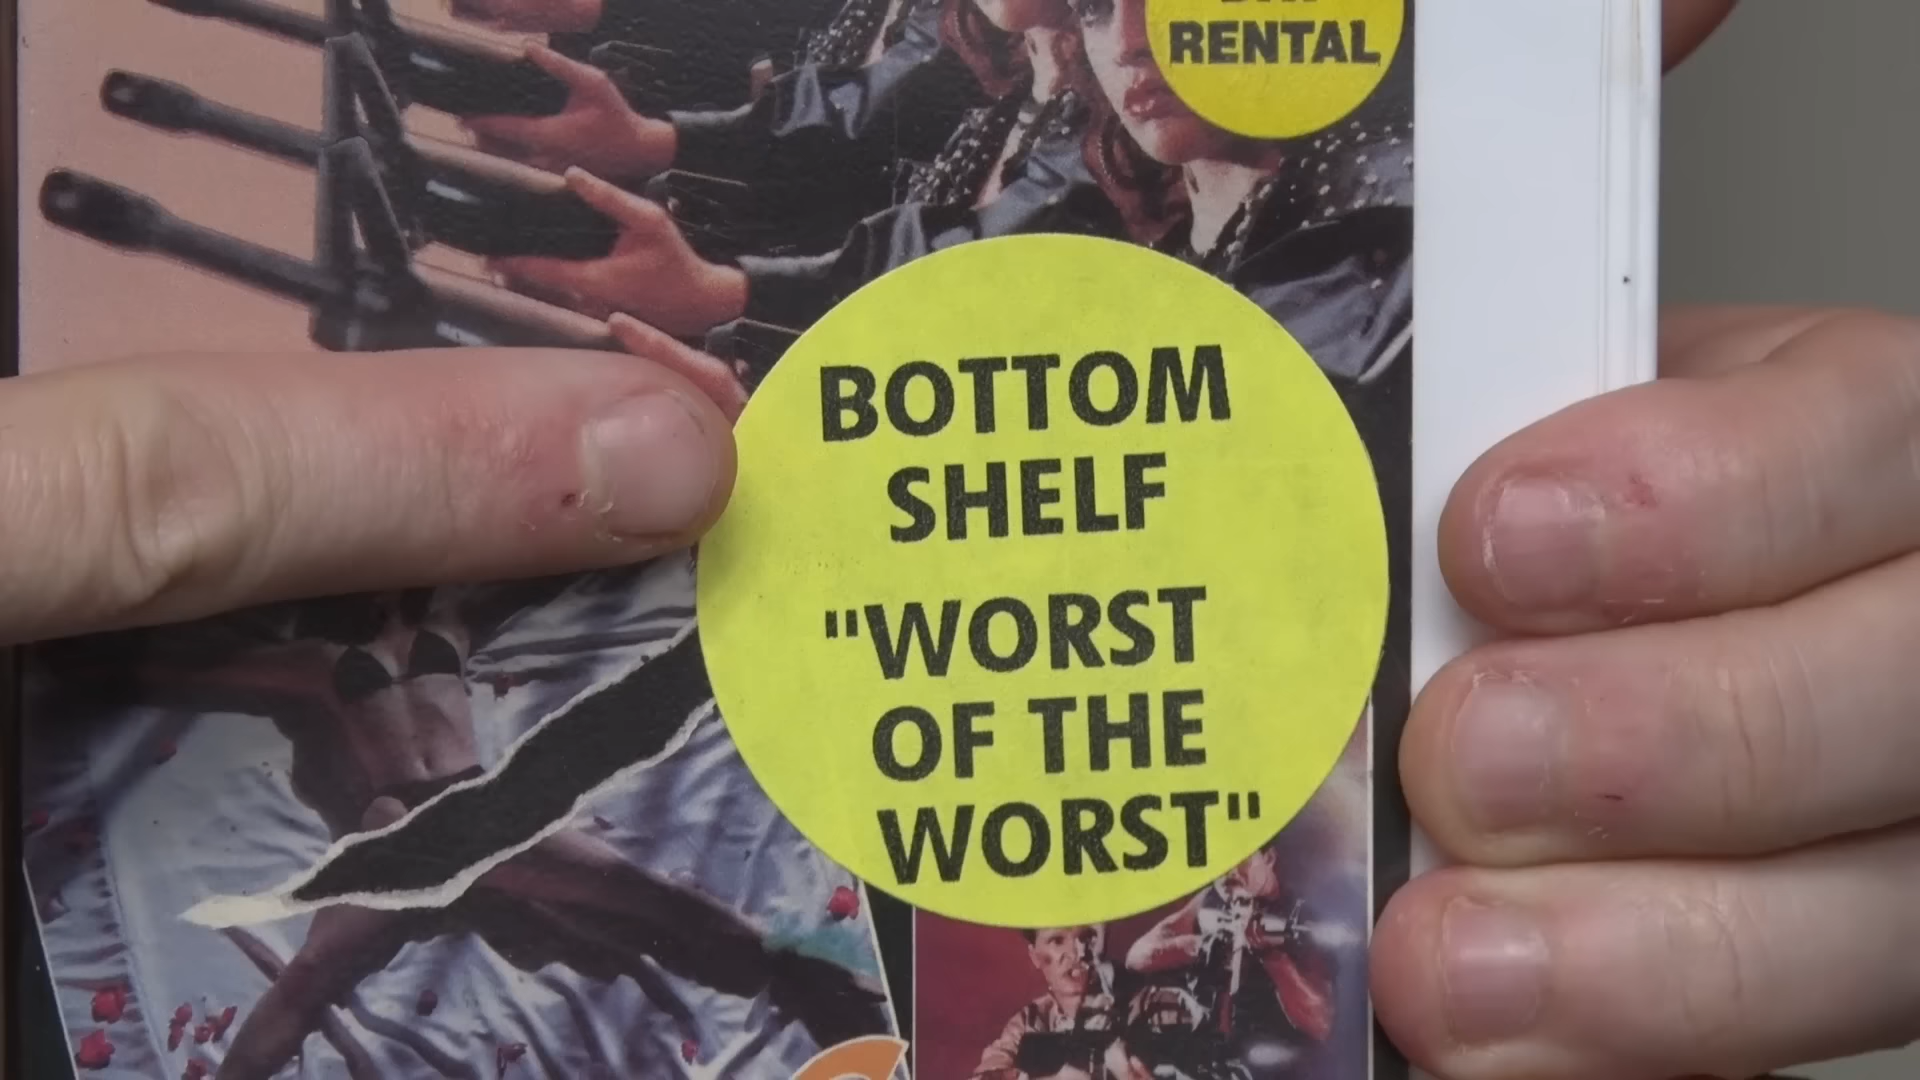 RENTAL
BOTTOM
SHELF
"WORST
OF THE
WORST"